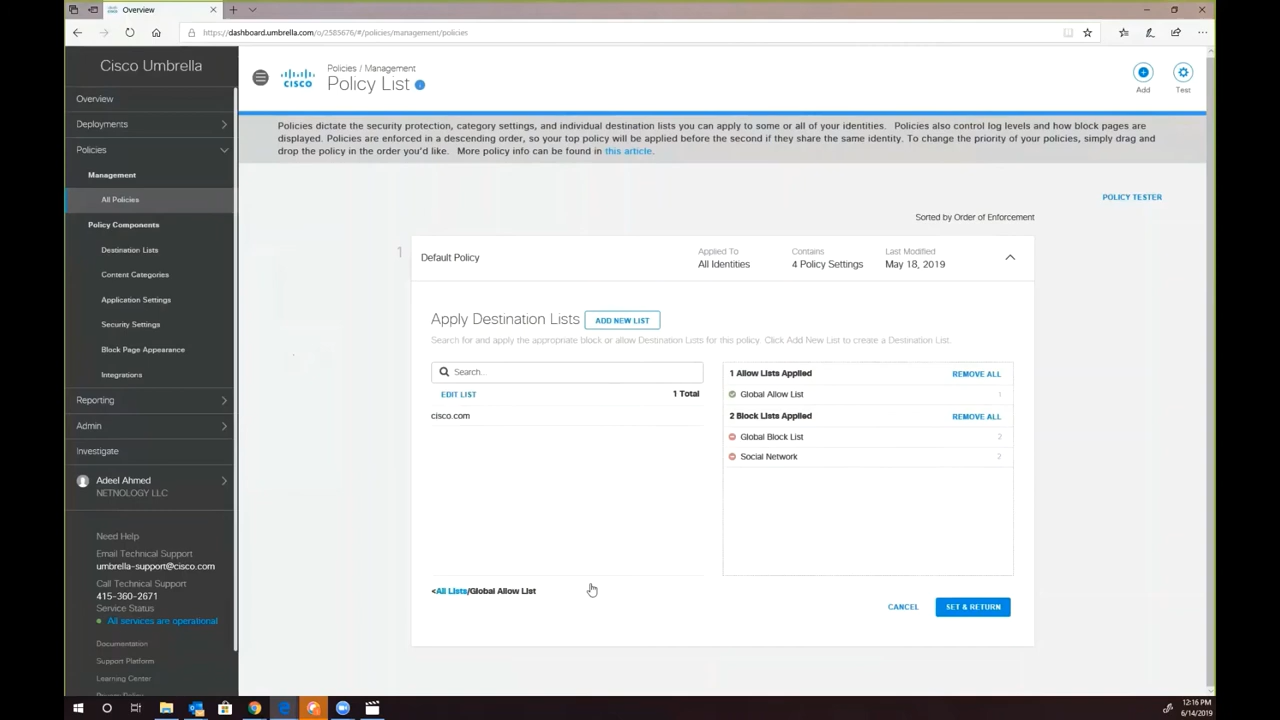 Overview
https://dashboard.umbrella.com/o/2585676/#/policies/management/policies
Cisco Umbrella
Overview
Deployments
Policies
Management
All Policies
Policy Components
Destination Lists
Content Categories
Application Settings
Security Settings
Block Page Appearance
Integrations
Reporting
Admin
Investigate
Adeel Ahmed
NETNOLOGY LLC
Need Help
Email Technical Support
umbrella-support@cisco.com
Call Technical Support
415-360-2671
Service Status
All services are operational
Documentation
Support Platform
Learning Center
CISCO
Policies / Management
Policy List
Add
Test
Policies dictate the security protection, category settings, and individual destination lists you can apply to some or all of your identities. Policies also control log levels and how block pages are
displayed. Policies are enforced in a descending order, so your top policy will be applied before the second if they share the same identity. To change the priority of your policies, simply drag and
drop the policy in the order you'd like. More policy info can be found in this article.
POLICY TESTER
Sorted by Order of Enforcement
1
Default Policy
Applied To
All Identities
Contains
4 Policy Settings
Last Modified
May 18, 2019
Apply Destination Lists
ADD NEW LIST
Search for and apply the appropriate block or allow Destination Lists for this policy. Click Add New List to create a Destination List.
Search...
EDIT LIST 1 Total
cisco.com
<All Lists/Global Allow List
1 Allow Lists Applied REMOVE ALL
Global Allow List 1
2 Block Lists Applied REMOVE ALL
Global Block List 2
Social Network 2
CANCEL
SET & RETURN
12:16 PM
6/14/2019